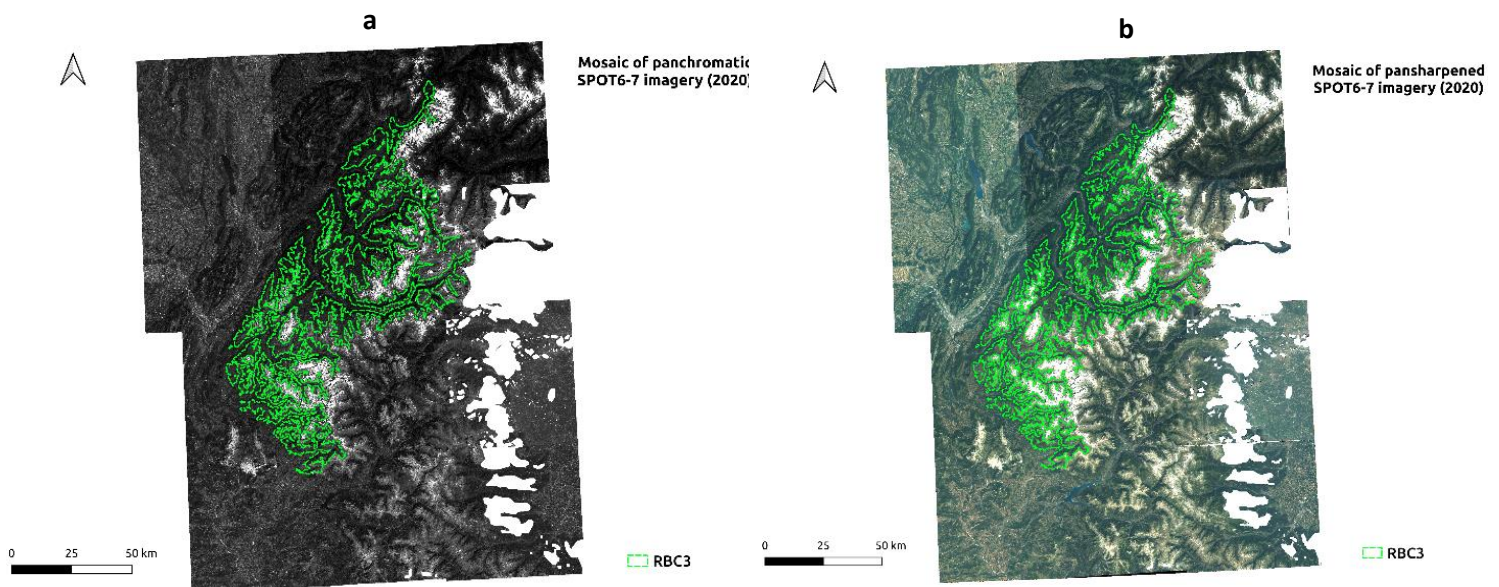 a
Mosaic of panchromatic
SPOT6-7 imagery (2020)
0 25 50 km
RBC3
b
Mosaic of pansharpened
SPOT6-7 imagery (2020)
0 25 50 km
RBC3